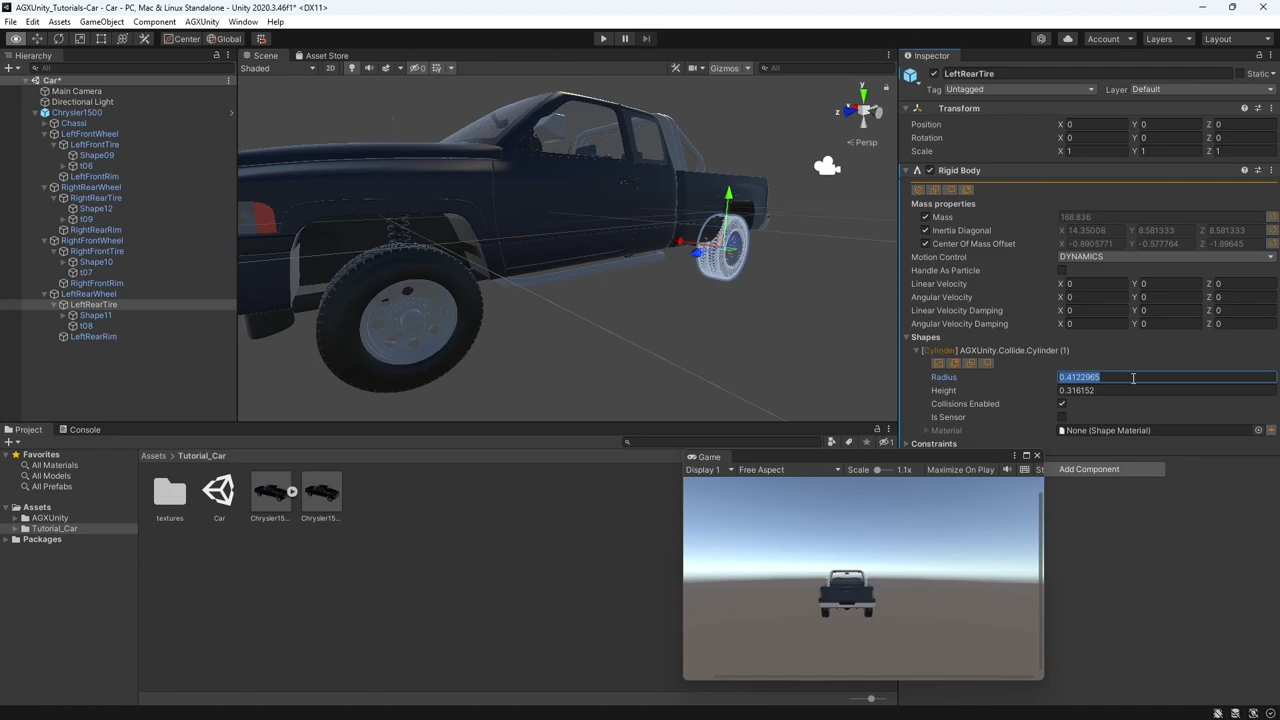 AGXUnity_Tutorials-Car - Car - PC, Mac & Linux Standalone - Unity 2020.3.46f1* <DX11>
File Edit Assets GameObject Component AGXUnity Window Help
Center Global Account Layers Layout
Hierarchy Scene Asset Store Inspector
All Shaded 2D 0 Gizmos All LeftRearTire Static
Car*
Main Camera Tag Untagged Layer Default
Directional Light
Chrysler1500 Transform
Chassi Position X 0 Y 0 Z 0
LeftFrontWheel Rotation X 0 Y 0 Z 0
LeftFrontTire Scale X 1 Y 1 Z 1
Shape09
t06 Rigid Body
LeftFrontRim
RightRearWheel
RightRearTire Mass properties
Shape12 Mass 168.836
t09 Inertia Diagonal X 14.35008 Y 8.581333 Z 8.581333
RightRearRim Center Of Mass Offset X -0.8905771 Y -0.577764 Z -1.89645
RightFrontWheel Motion Control DYNAMICS
RightFrontTire Handle As Particle
Shape10 Linear Velocity X 0 Y 0 Z 0
t07 Angular Velocity X 0 Y 0 Z 0
RightFrontRim Linear Velocity Damping X 0 Y 0 Z 0
LeftRearWheel Angular Velocity Damping X 0 Y 0 Z 0
LeftRearTire Shapes
Shape11 [Cylinder] AGXUnity.Collide.Cylinder (1)
t08
LeftRearRim Radius 0.4122965
Height 0.316152
Collisions Enabled
Is Sensor
Material None (Shape Material)
Constraints
y
x
z
Persp
Project Console
1
Favorites Assets > Tutorial_Car
All Materials
All Models
All Prefabs
Assets
AGXUnity textures Car Chrysler15... Chrysler15...
Tutorial_Car
Packages
Game
Display 1 Free Aspect Scale 1.1x Maximize On Play St
Add Component